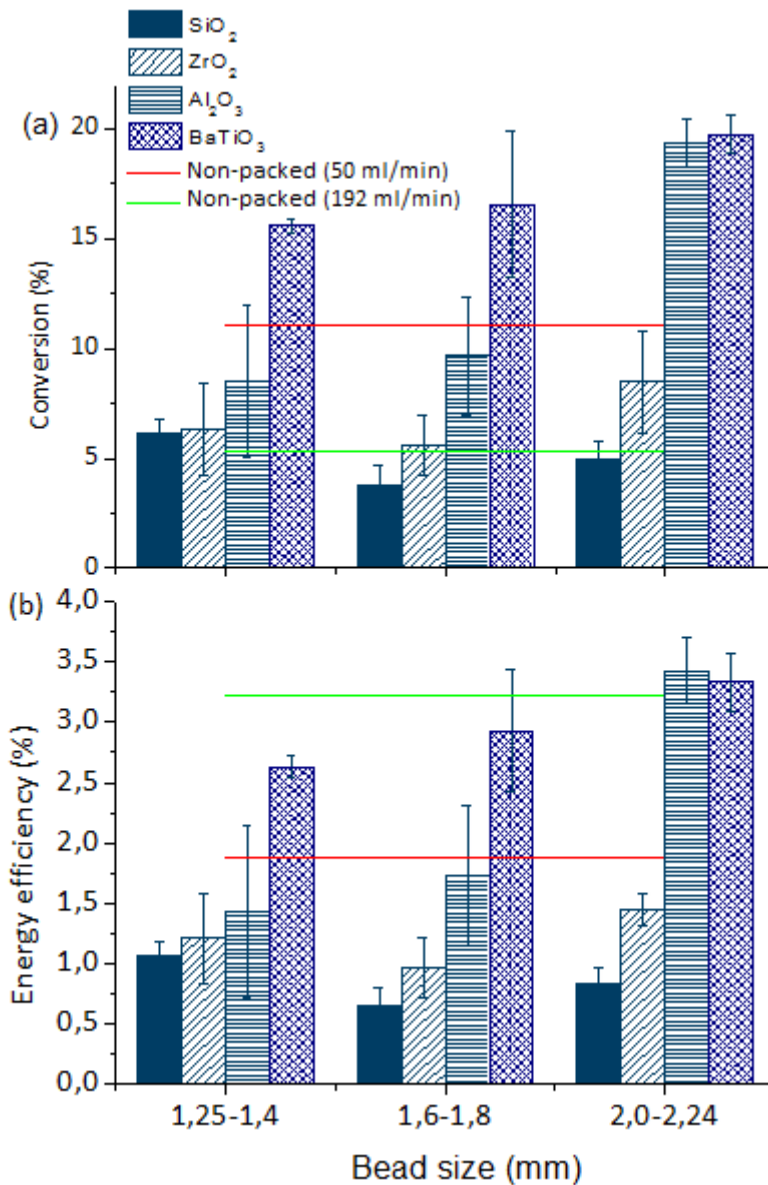 SiO2
ZrO2
Al2O3
BaTiO3
Non-packed (50 ml/min)
Non-packed (192 ml/min)
(a)
20
15
10
5
0
Conversion (%)
(b)
4,0
3,5
3,0
2,5
2,0
1,5
1,0
0,5
0,0
Energy efficiency (%)
1,25-1,4 1,6-1,8 2,0-2,24
Bead size (mm)